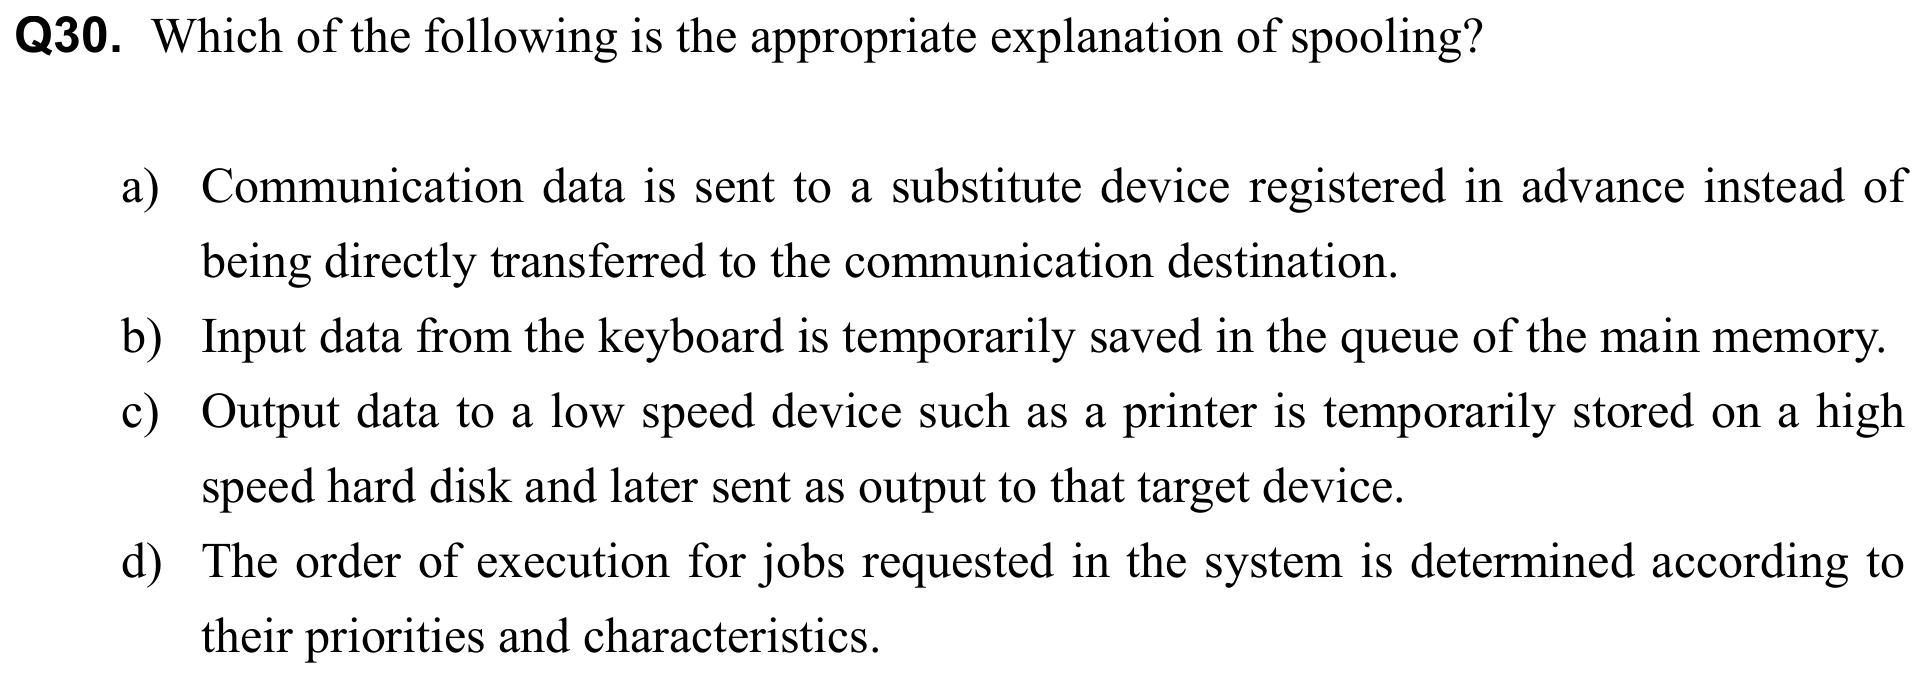 Q30. Which of the following is the appropriate explanation of spooling?
a) Communication data is sent to a substitute device registered in advance instead of
being directly transferred to the communication destination.
b) Input data from the keyboard is temporarily saved in the queue of the main memory.
c) Output data to a low speed device such as a printer is temporarily stored on a high
speed hard disk and later sent as output to that target device.
d) The order of execution for jobs requested in the system is determined according to
their priorities and characteristics.